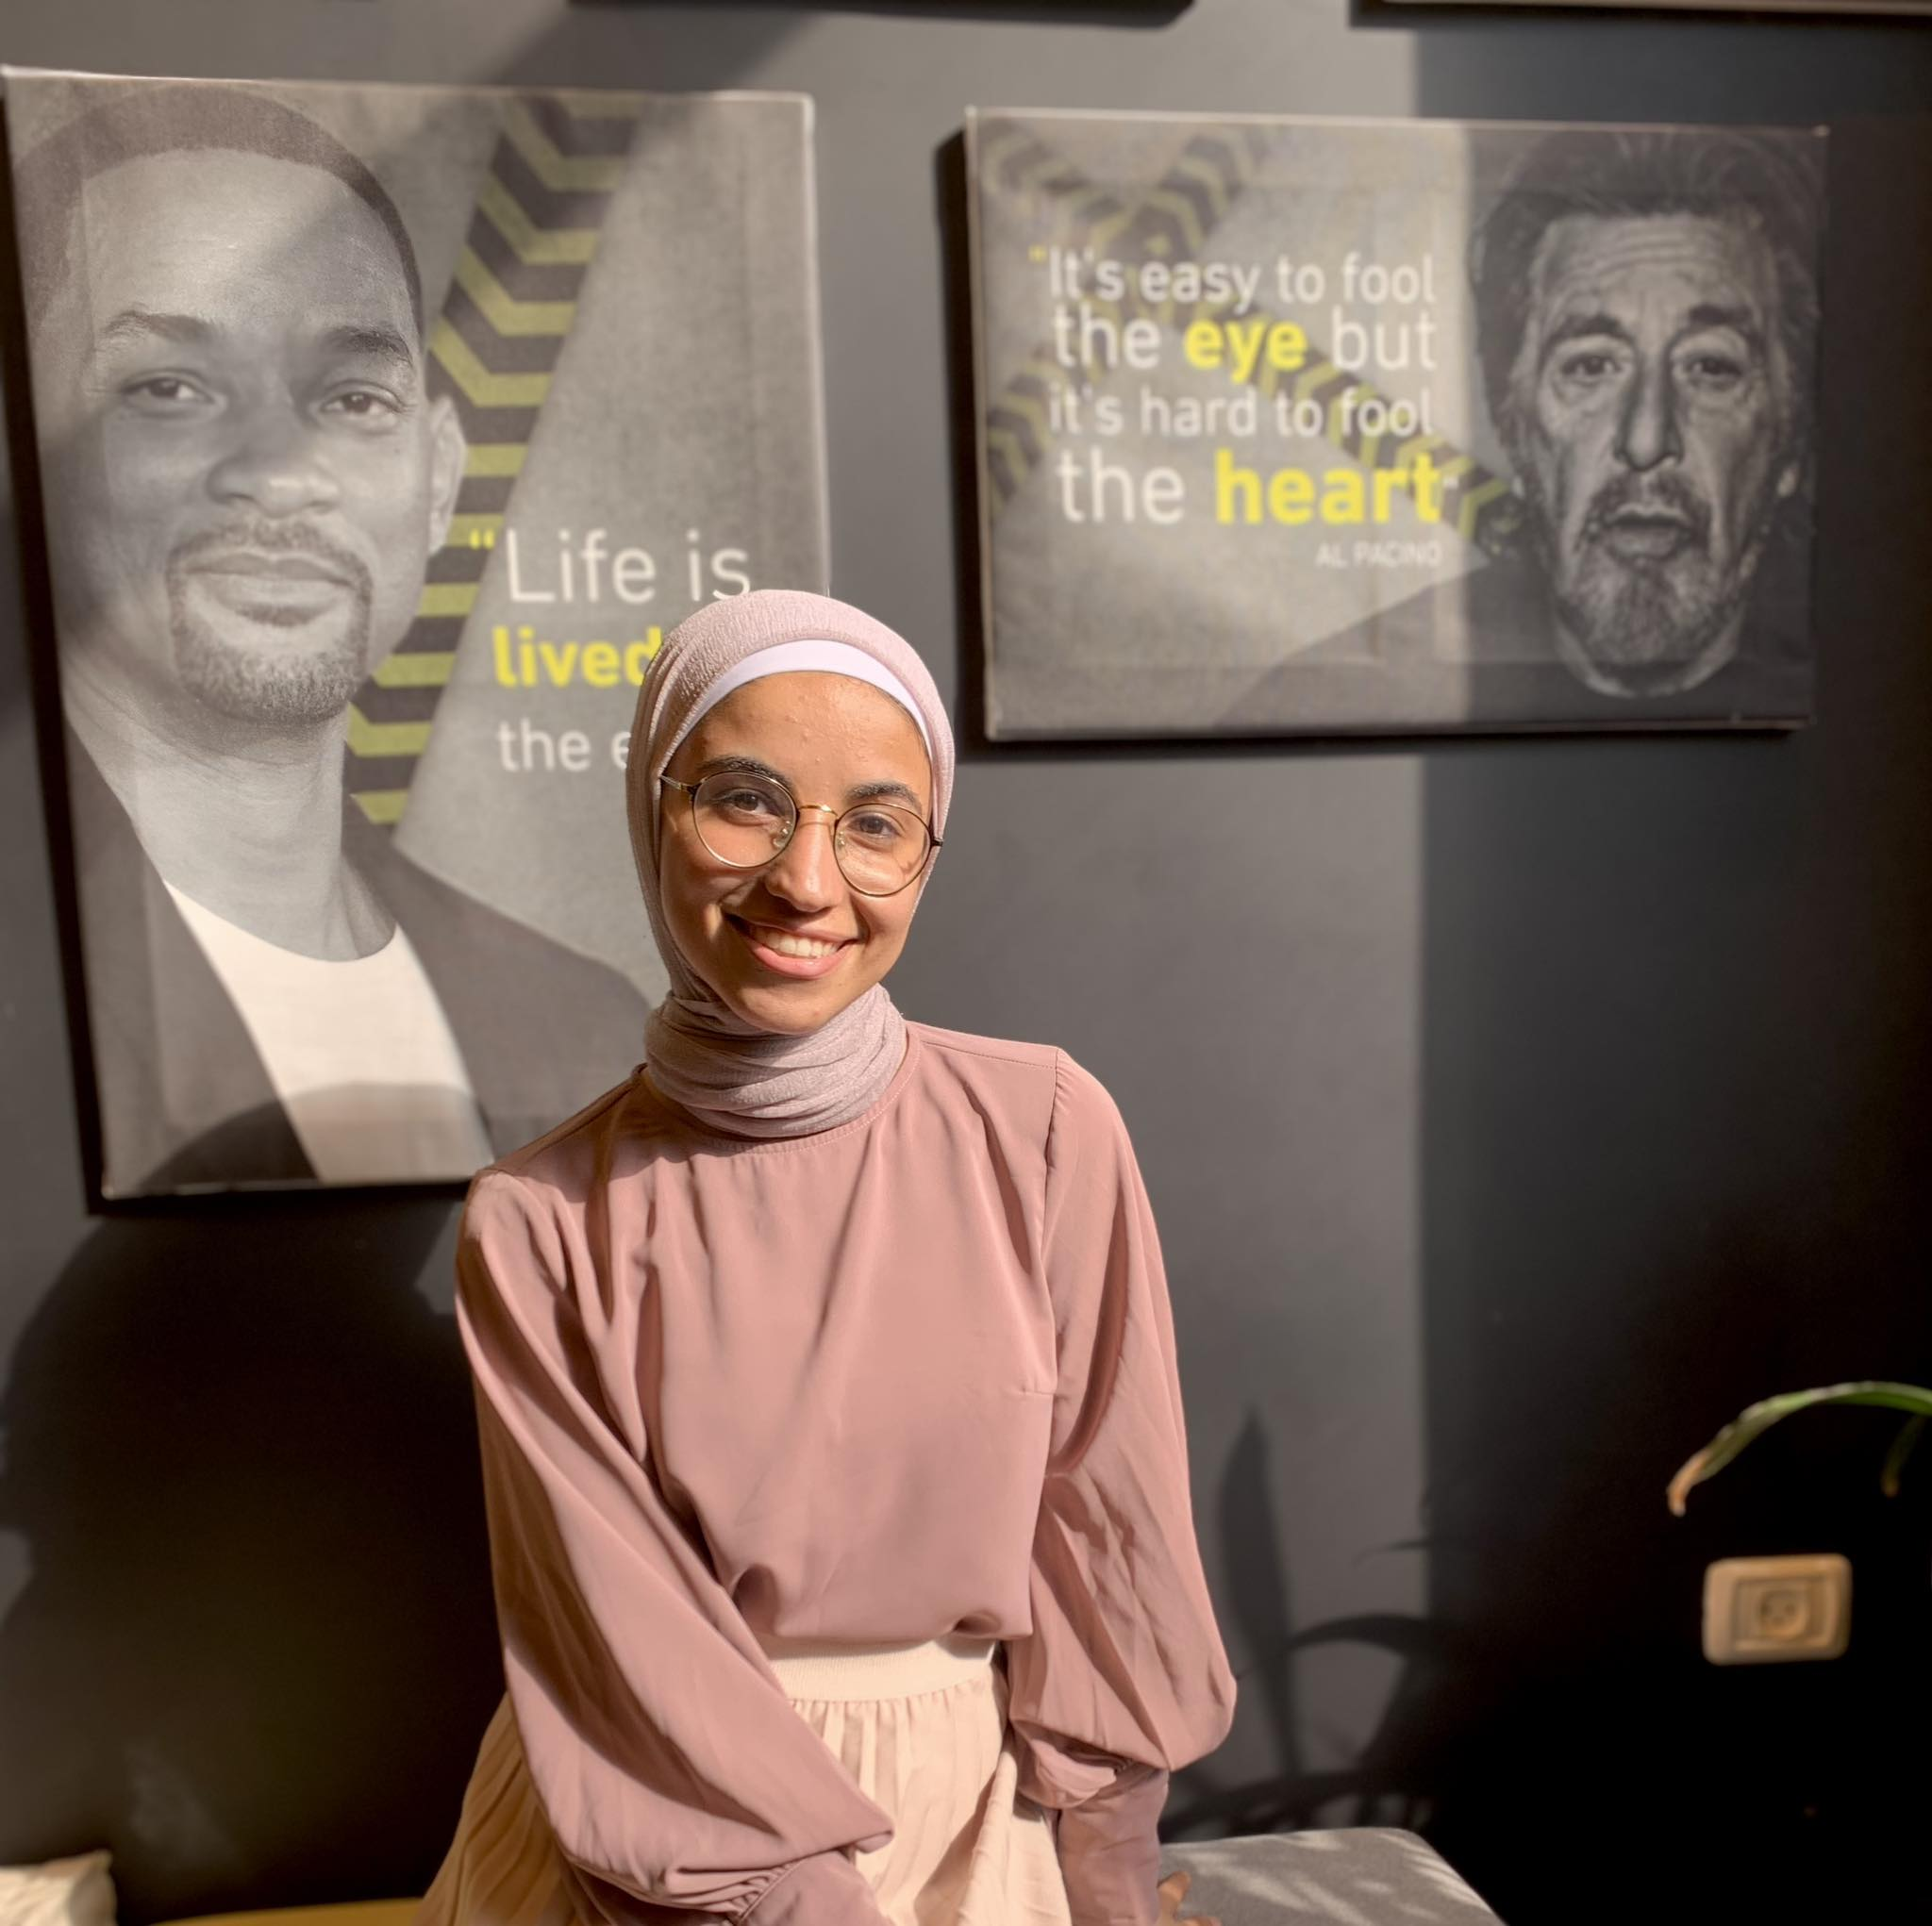 “Life is
lived
the
"It's easy to fool
the eye but
it's hard to fool
the heart"
AL PACINO